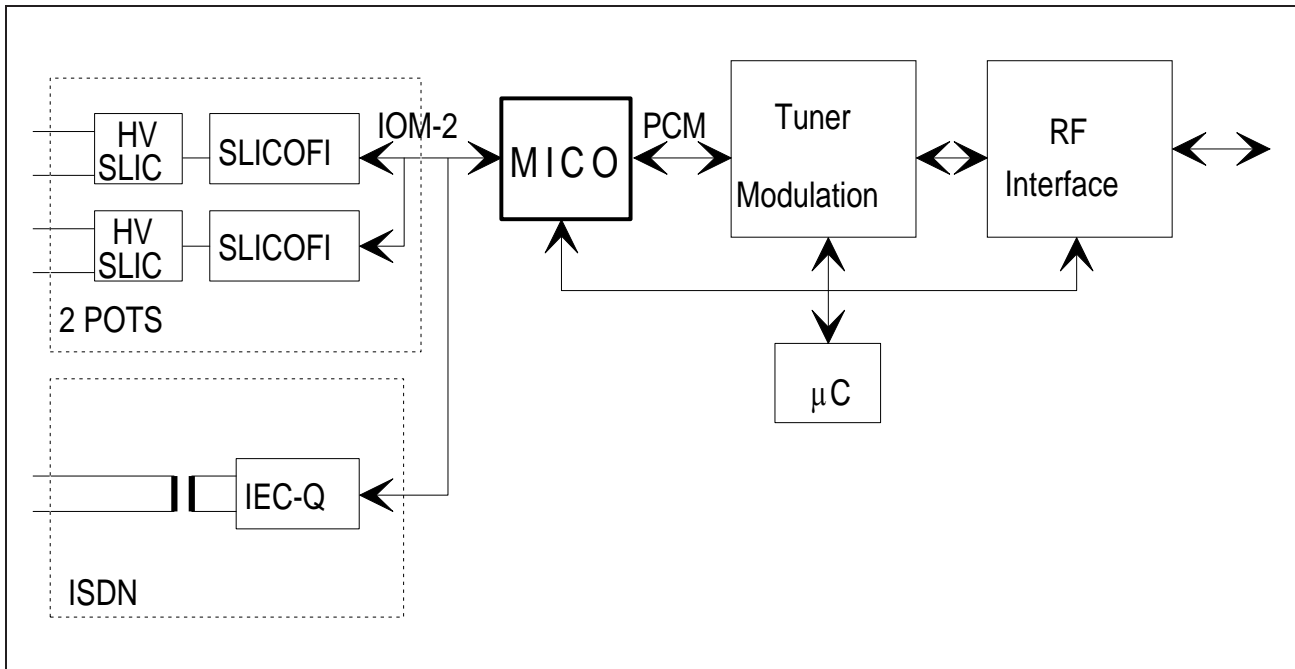 HV
SLIC
SLICOFI
IOM-2
MICO
PCM
Tuner
Modulation
RF
Interface
HV
SLIC
SLICOFI
2 POTS
μC
IEC-Q
ISDN